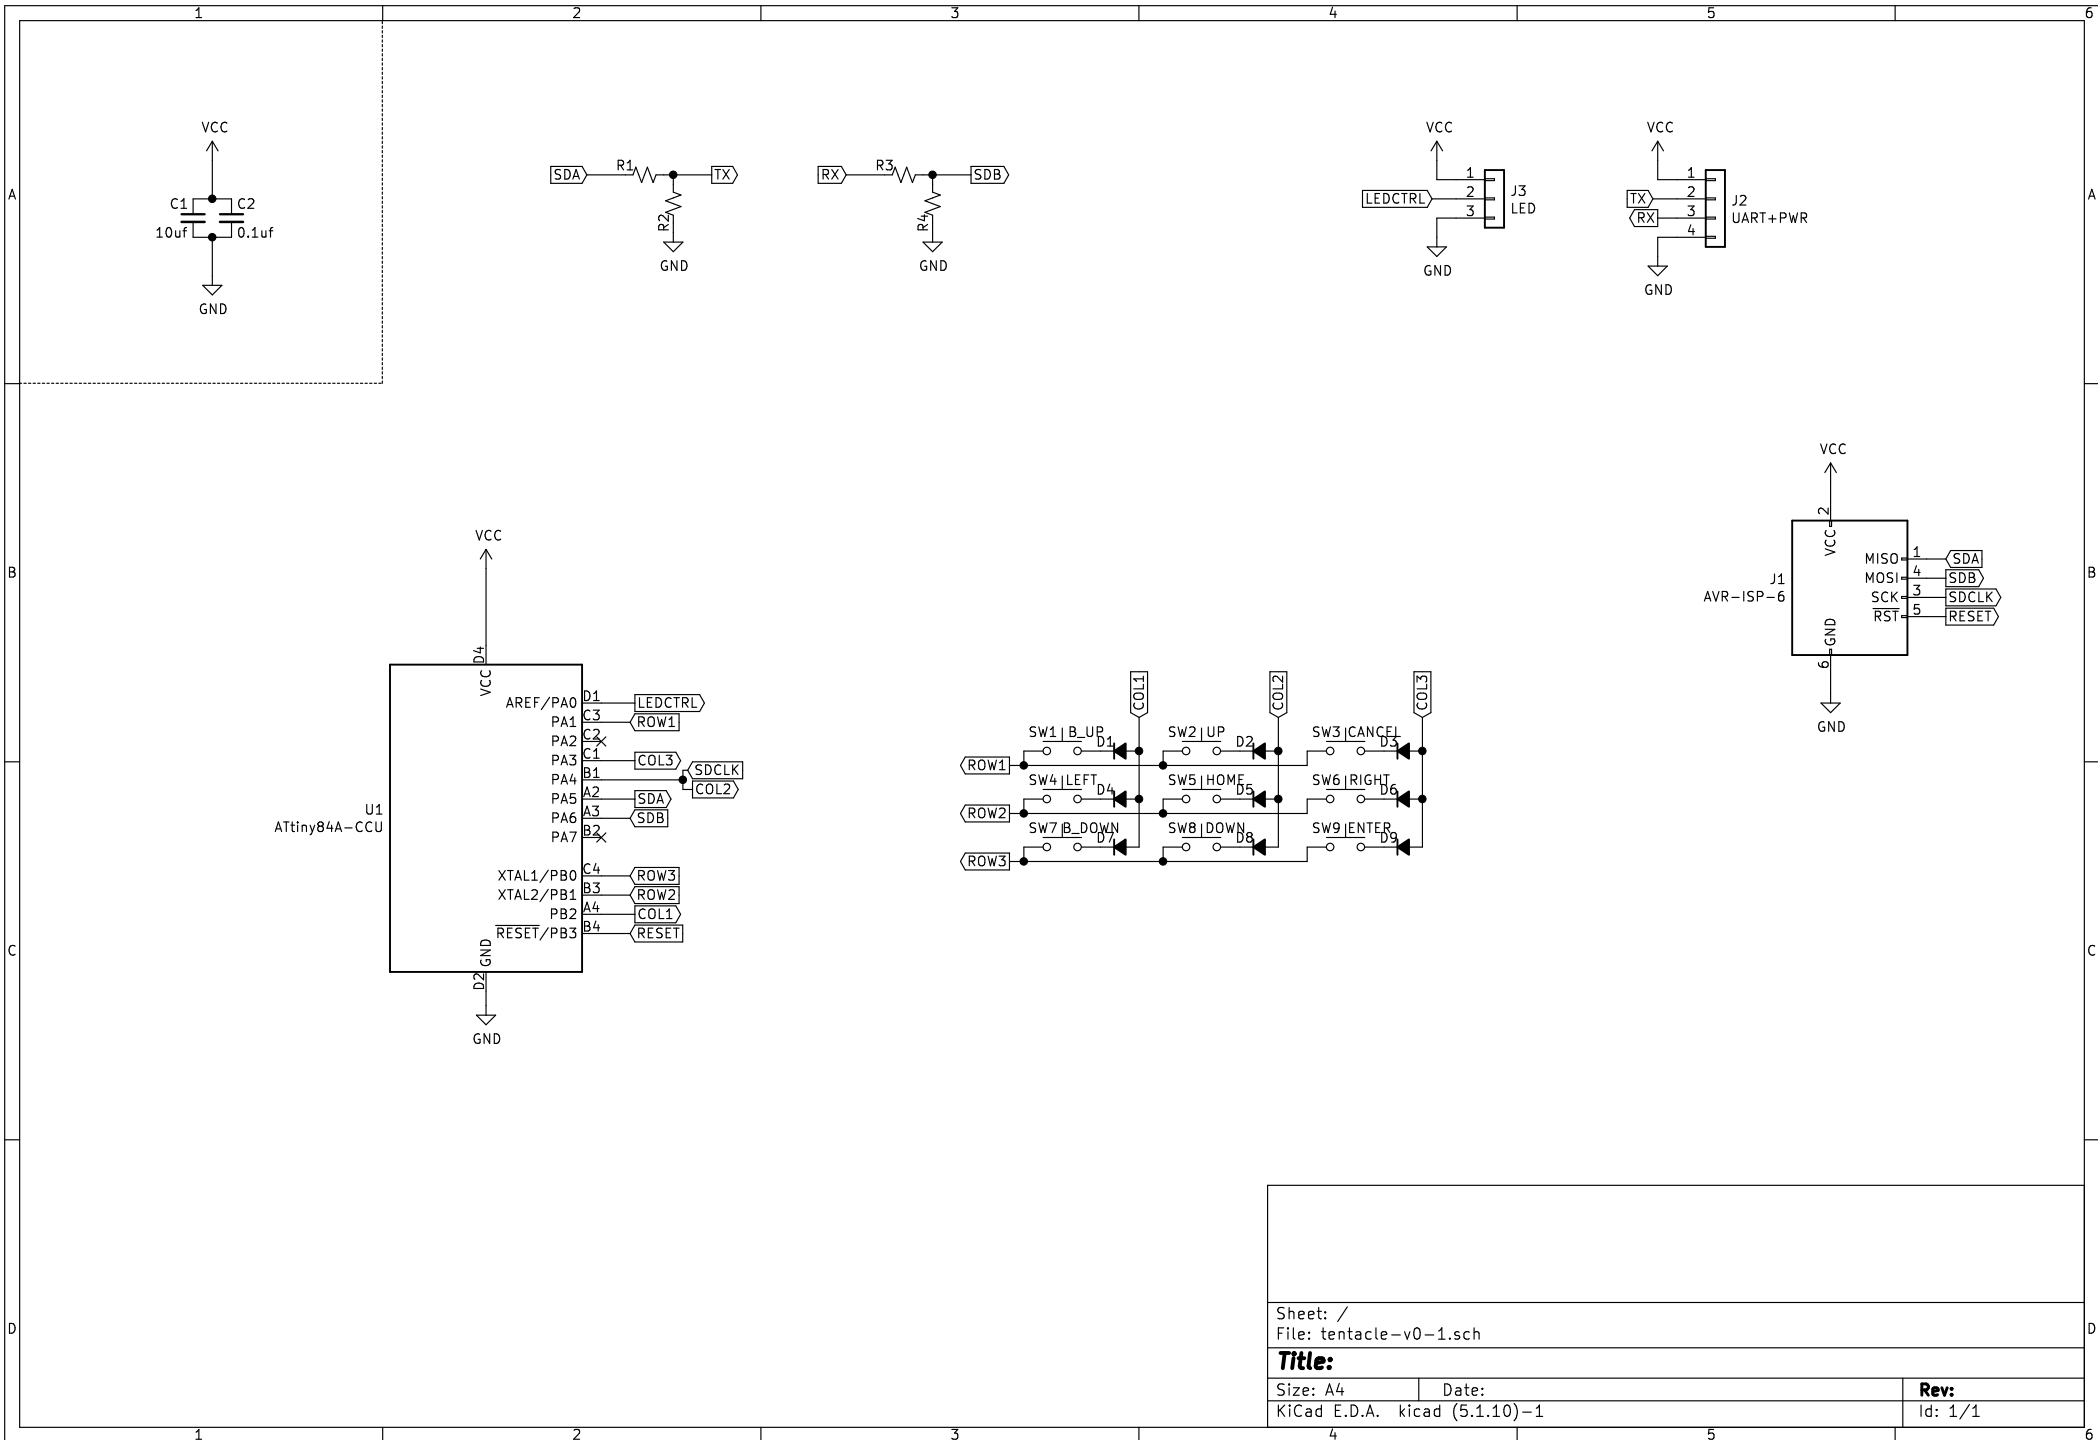 1 2 3 4 5 6
A A
VCC
C1 C2
10uf 0.1uf
GND
SDA R1 TX
R2
GND
RX R3 SDB
R4
GND
VCC
1
LEDCTRL 2
3
J3
LED
GND
VCC
1
TX 2
RX 3
4
J2
UART+PWR
GND
B B
VCC
2
VCC
J1
AVR-ISP-6
MISO 1 SDA
MOSI 4 SDB
SCK 3 SDCLK
RST 5 RESET
GND
6
GND
VCC
D4
VCC
U1
ATtiny84A-CCU
AREF/PA0 D1 LEDCTRL
PA1 C3 ROW1
PA2 C2
PA3 C1 COL3
PA4 B1 SDCLK
COL2
PA5 A2 SDA
PA6 A3 SDB
PA7 B2
XTAL1/PB0 C4 ROW3
XTAL2/PB1 B3 ROW2
PB2 A4 COL1
RESET/PB3 B4 RESET
GND
D2
GND
COL1 COL2 COL3
SW1|B_UP D1 SW2|UP D2 SW3|CANCEL D3
ROW1
SW4|LEFT D4 SW5|HOME D5 SW6|RIGHT D6
ROW2
SW7|B_DOWN D7 SW8|DOWN D8 SW9|ENTER D9
ROW3
C C
D D
Sheet: /
File: tentacle-v0-1.sch
Title:
Size: A4 Date: Rev:
KiCad E.D.A. kicad (5.1.10)-1 Id: 1/1
1 2 3 4 5 6